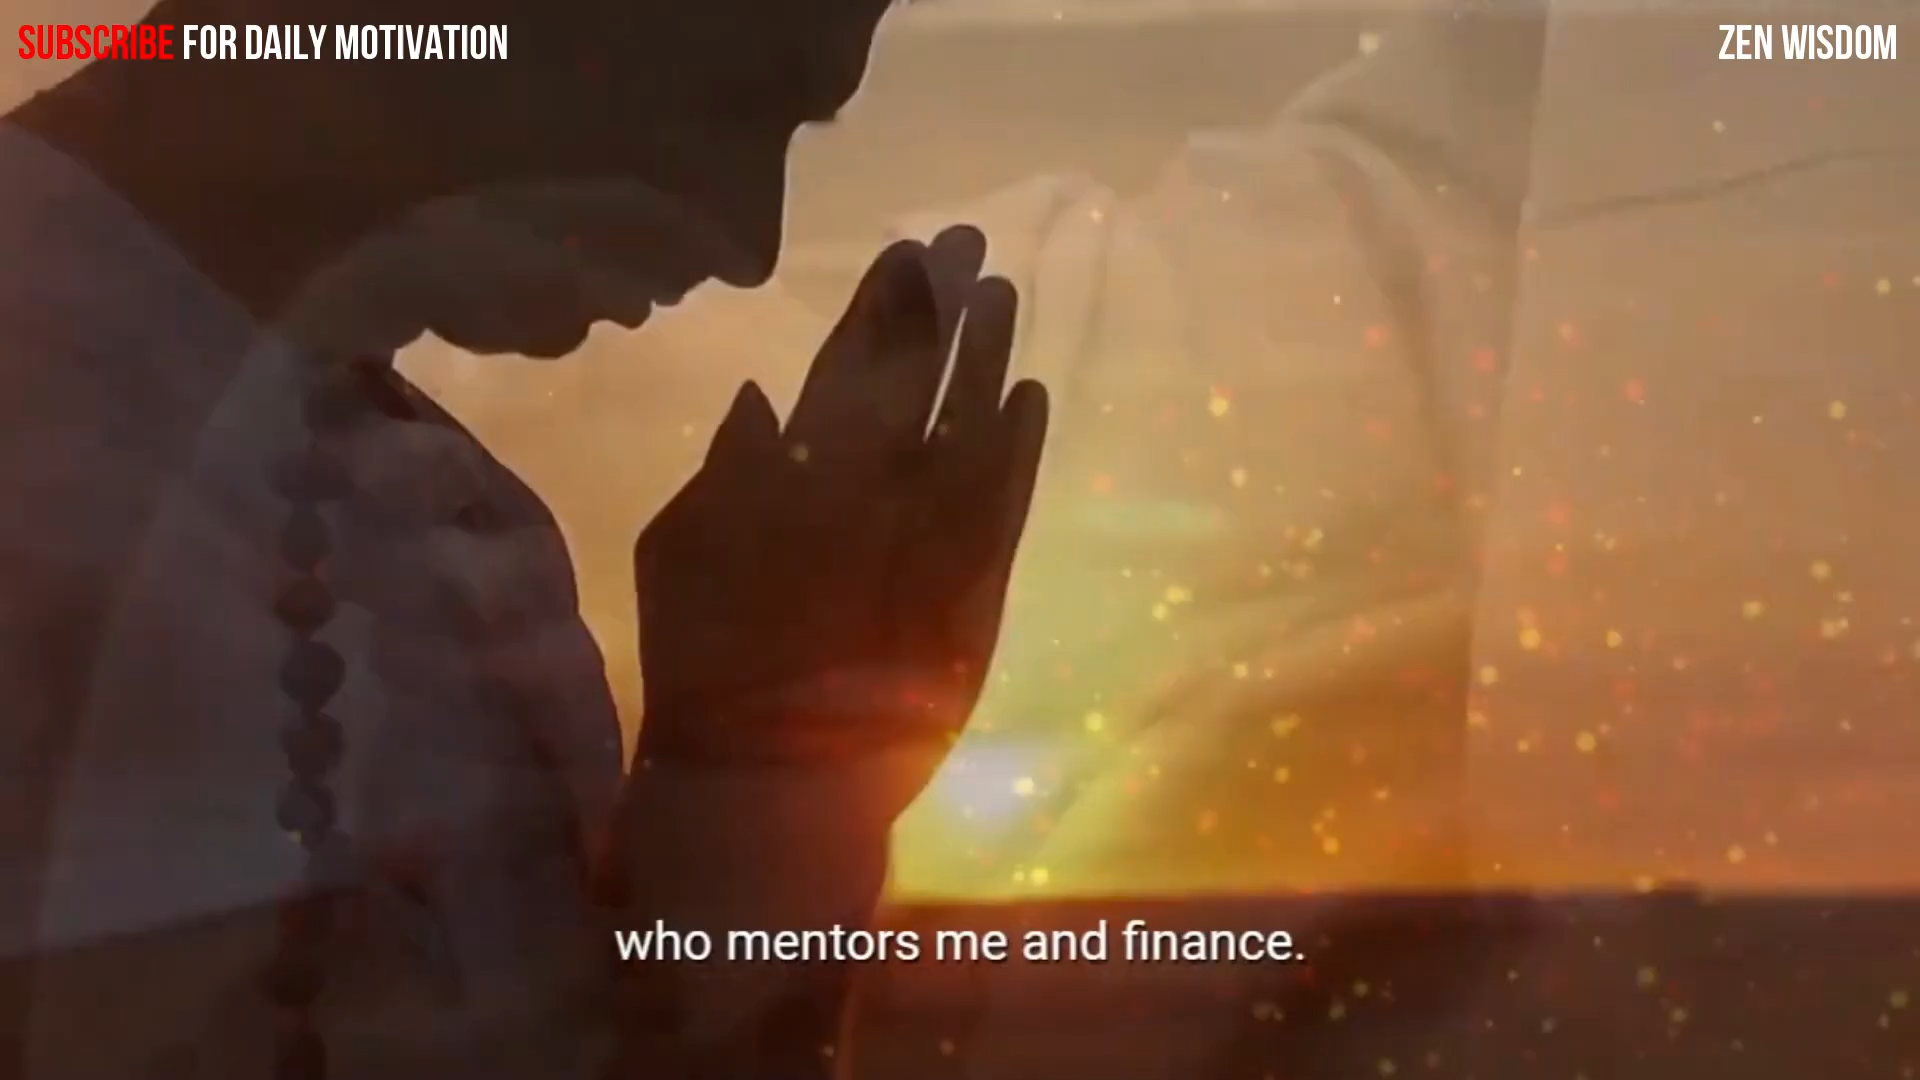 SUBSCRIBE FOR DAILY MOTIVATION
ZEN WISDOM
who mentors me and finance.